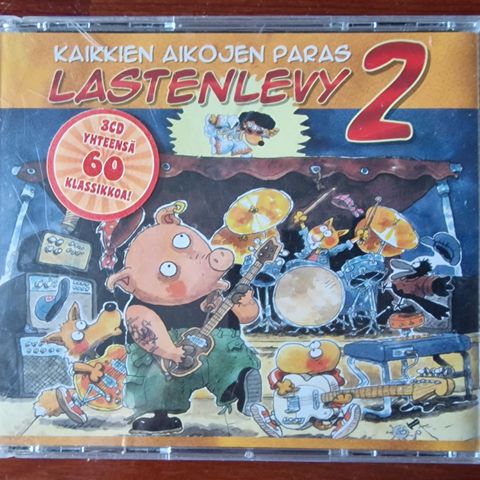 KAIKKIEN AIKOJEN PARAS
LASTENLEVY 2
3CD
YHTEENSÄ
60
KLASSIKKOA!